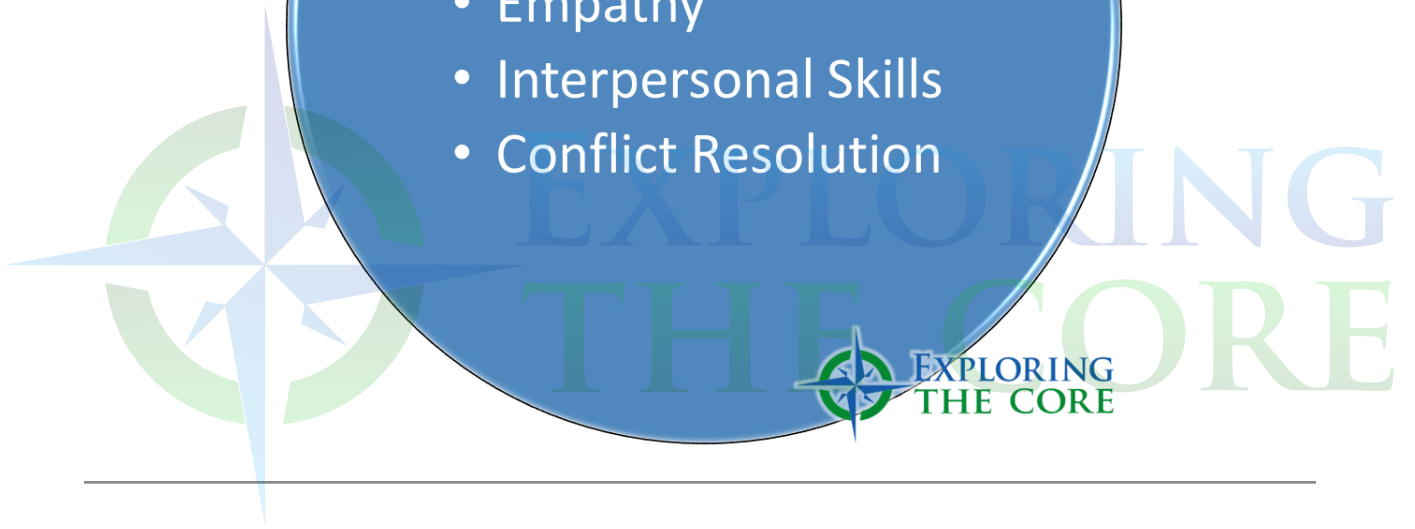 • Empathy
• Interpersonal Skills
• Conflict Resolution
EXPLORING
THE CORE
EXPLORING
THE CORE